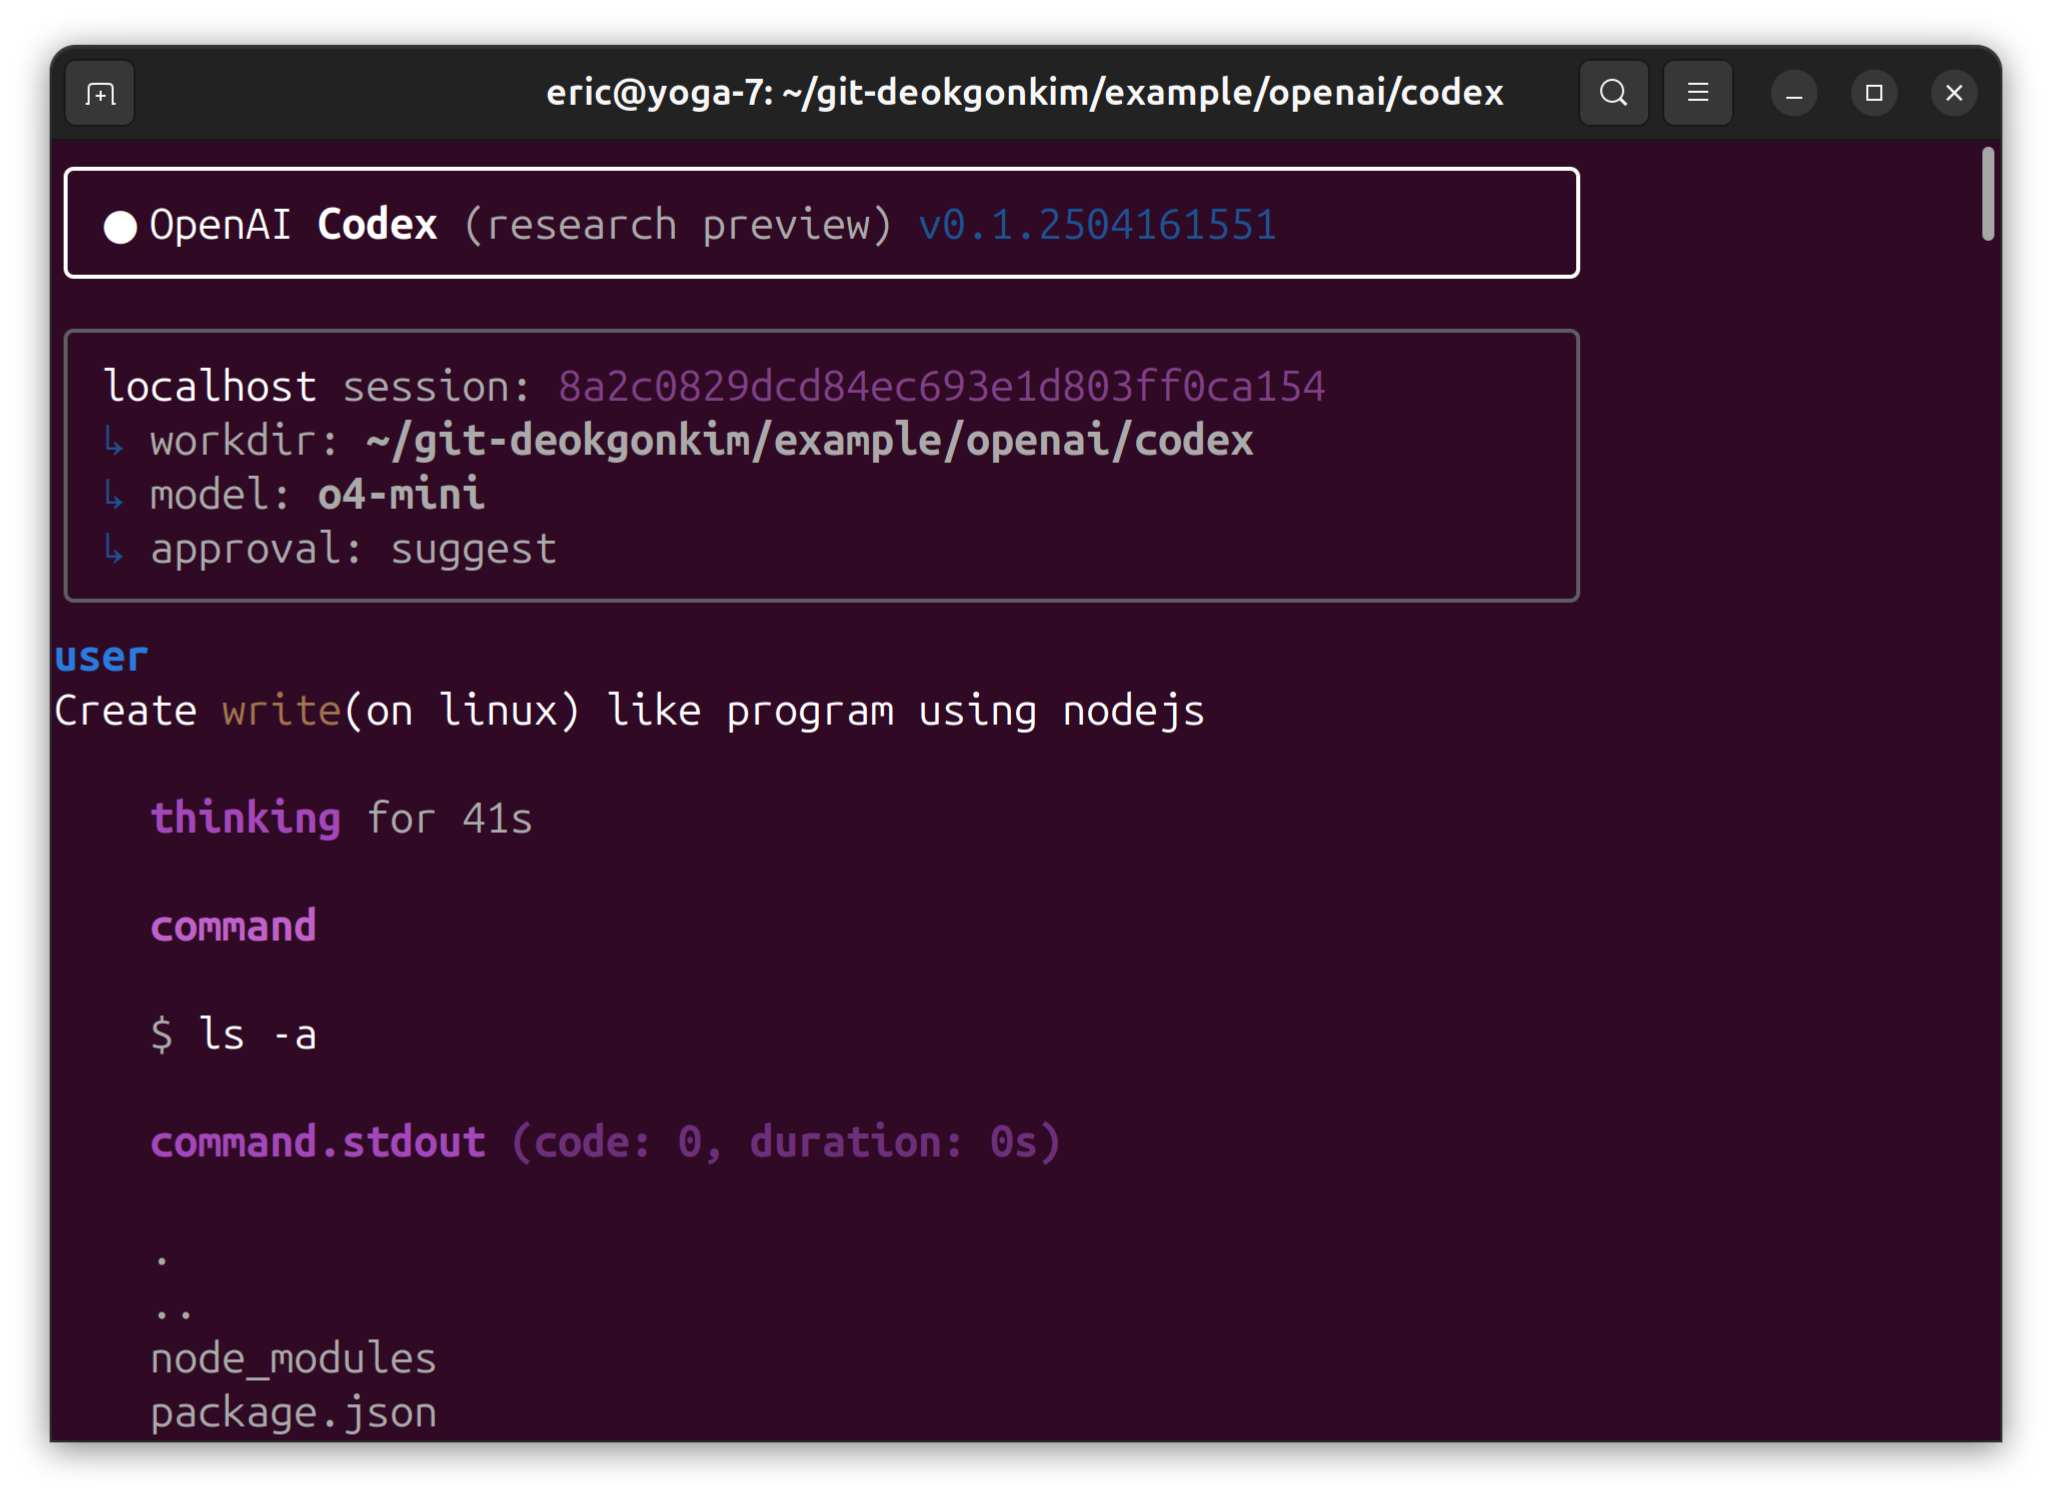 eric@yoga-7: ~/git-deokgonkim/example/openai/codex
● OpenAI Codex (research preview) v0.1.2504161551
localhost session: 8a2c0829dcd84ec693e1d803ff0ca154
↳ workdir: ~/git-deokgonkim/example/openai/codex
↳ model: o4-mini
↳ approval: suggest
user
Create write(on linux) like program using nodejs
thinking for 41s
command
$ ls -a
command.stdout (code: 0, duration: 0s)
.
..
node_modules
package.json